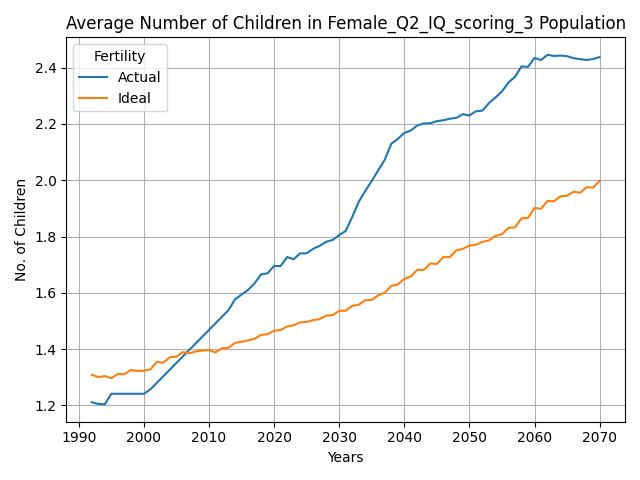 Average Number of Children in Female_Q2_IQ_scoring_3 Population
Fertility
Actual
Ideal
No. of Children
2.4
2.2
2.0
1.8
1.6
1.4
1.2
1990 2000 2010 2020 2030 2040 2050 2060 2070
Years